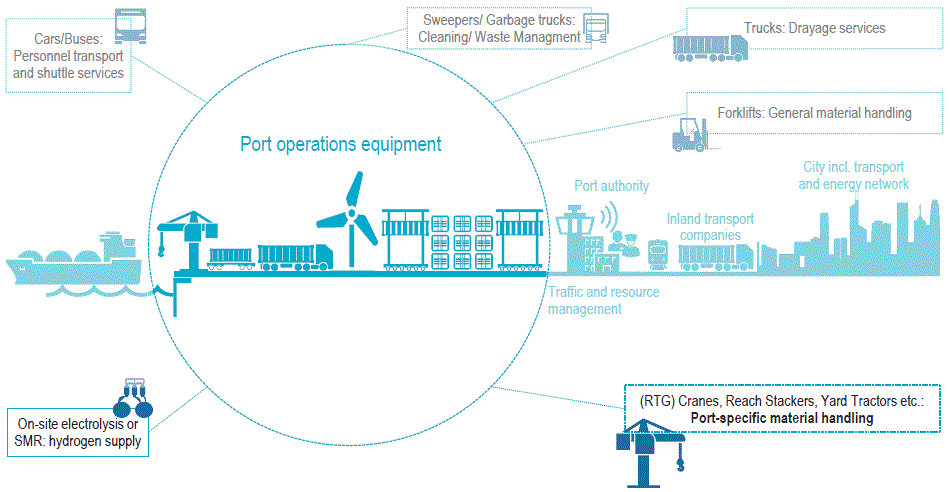 Cars/Buses:
Personnel transport
and shuttle services
Sweepers/ Garbage trucks:
Cleaning/ Waste Managment
Trucks: Drayage services
Forklifts: General material handling
Port operations equipment
City incl. transport
and energy network
Port authority
Inland transport
companies
Traffic and resource
management
On-site electrolysis or
SMR: hydrogen supply
(RTG) Cranes, Reach Stackers, Yard Tractors etc.:
Port-specific material handling